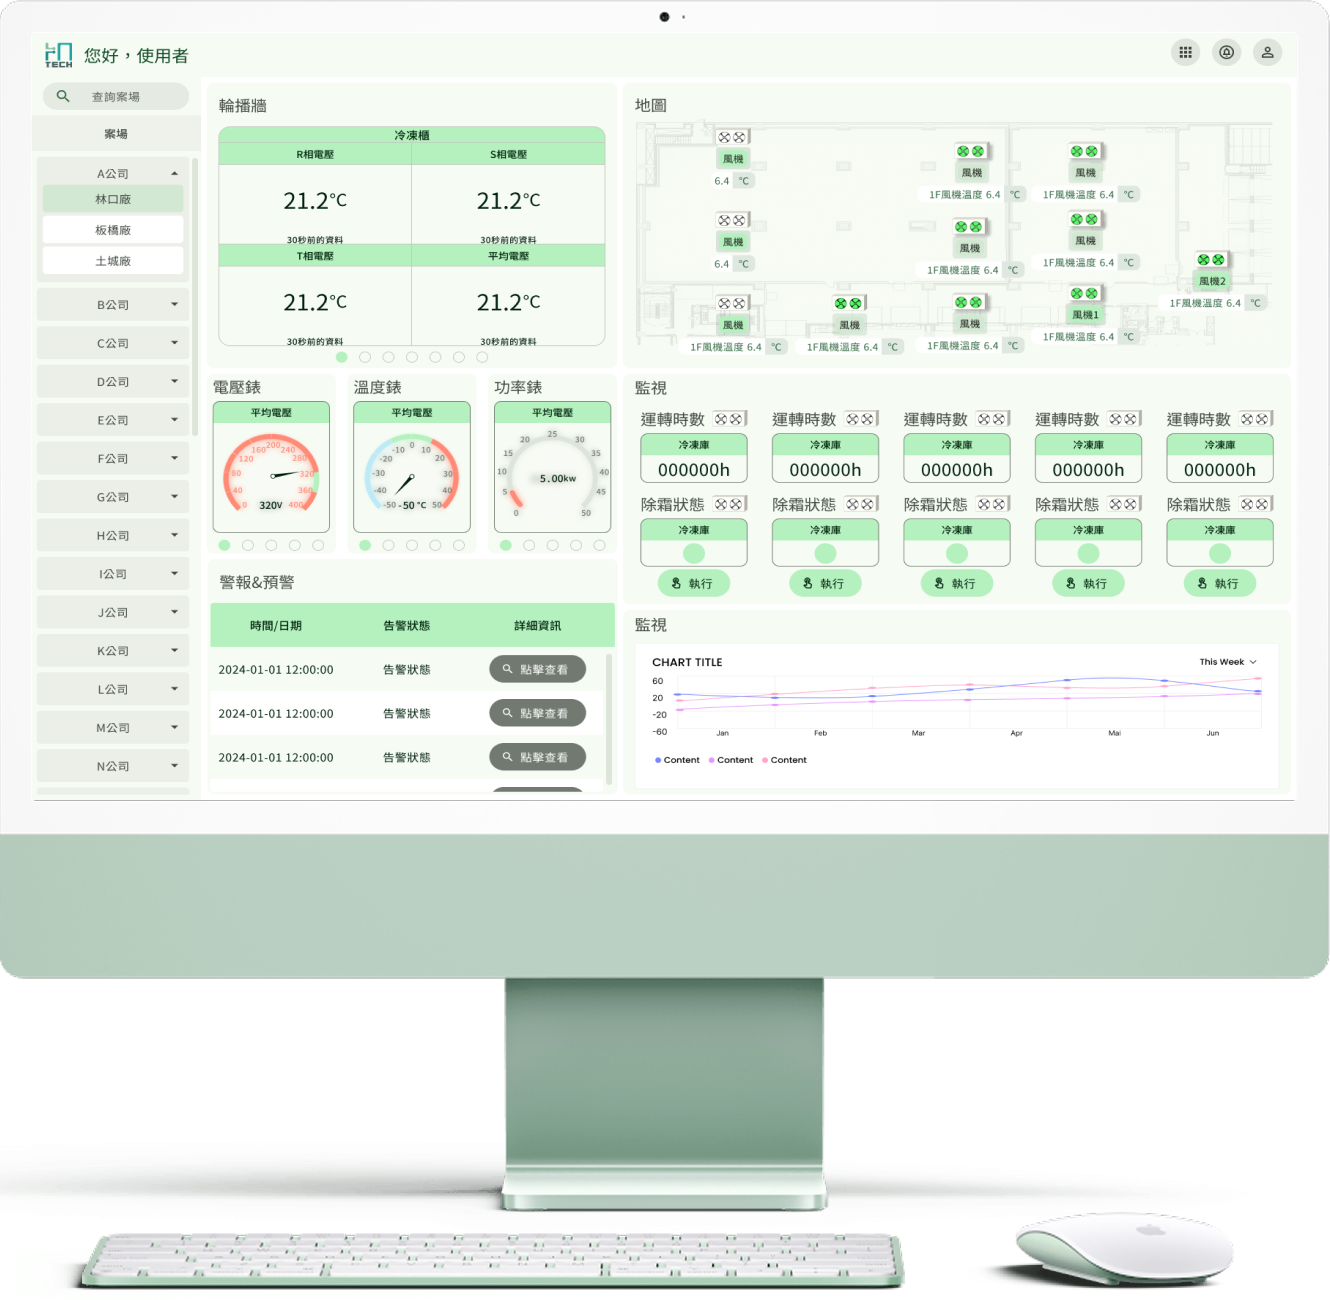 TECH
您好，使用者
查詢案場
案場
A公司
林口廠
板橋廠
土城廠
B公司
C公司
D公司
E公司
F公司
G公司
H公司
I公司
J公司
K公司
L公司
M公司
N公司
輪播牆
冷凍櫃
R相電壓 S相電壓
21.2°C 21.2°C
30秒前的資料 30秒前的資料
T相電壓 平均電壓
21.2°C 21.2°C
30秒前的資料 30秒前的資料
電壓錶
平均電壓
0 40 80 120 160 200 240 280 320 360 400
320V
溫度錶
平均電壓
-50 -40 -30 -20 -10 0 10 20 30 40 50
-50 °C
功率錶
平均電壓
0 5 10 15 20 25 30 35 40 45 50
5.00kw
警報&預警
時間/日期 告警狀態 詳細資訊
2024-01-01 12:00:00 告警狀態 點擊查看
2024-01-01 12:00:00 告警狀態 點擊查看
2024-01-01 12:00:00 告警狀態 點擊查看
地圖
風機
6.4 °C
風機
1F風機溫度 6.4 °C
風機
1F風機溫度 6.4 °C
風機
6.4 °C
風機
1F風機溫度 6.4 °C
風機
1F風機溫度 6.4 °C
風機2
1F風機溫度 6.4 °C
風機
1F風機溫度 6.4 °C
風機
1F風機溫度 6.4 °C
風機
1F風機溫度 6.4 °C
風機1
1F風機溫度 6.4 °C
監視
運轉時數 運轉時數 運轉時數 運轉時數 運轉時數
冷凍庫 冷凍庫 冷凍庫 冷凍庫 冷凍庫
000000h 000000h 000000h 000000h 000000h
除霜狀態 除霜狀態 除霜狀態 除霜狀態 除霜狀態
冷凍庫 冷凍庫 冷凍庫 冷凍庫 冷凍庫
執行 執行 執行 執行 執行
監視
CHART TITLE This Week
60
20
-20
-60
Jan Feb Mar Apr Mai Jun
Content Content Content